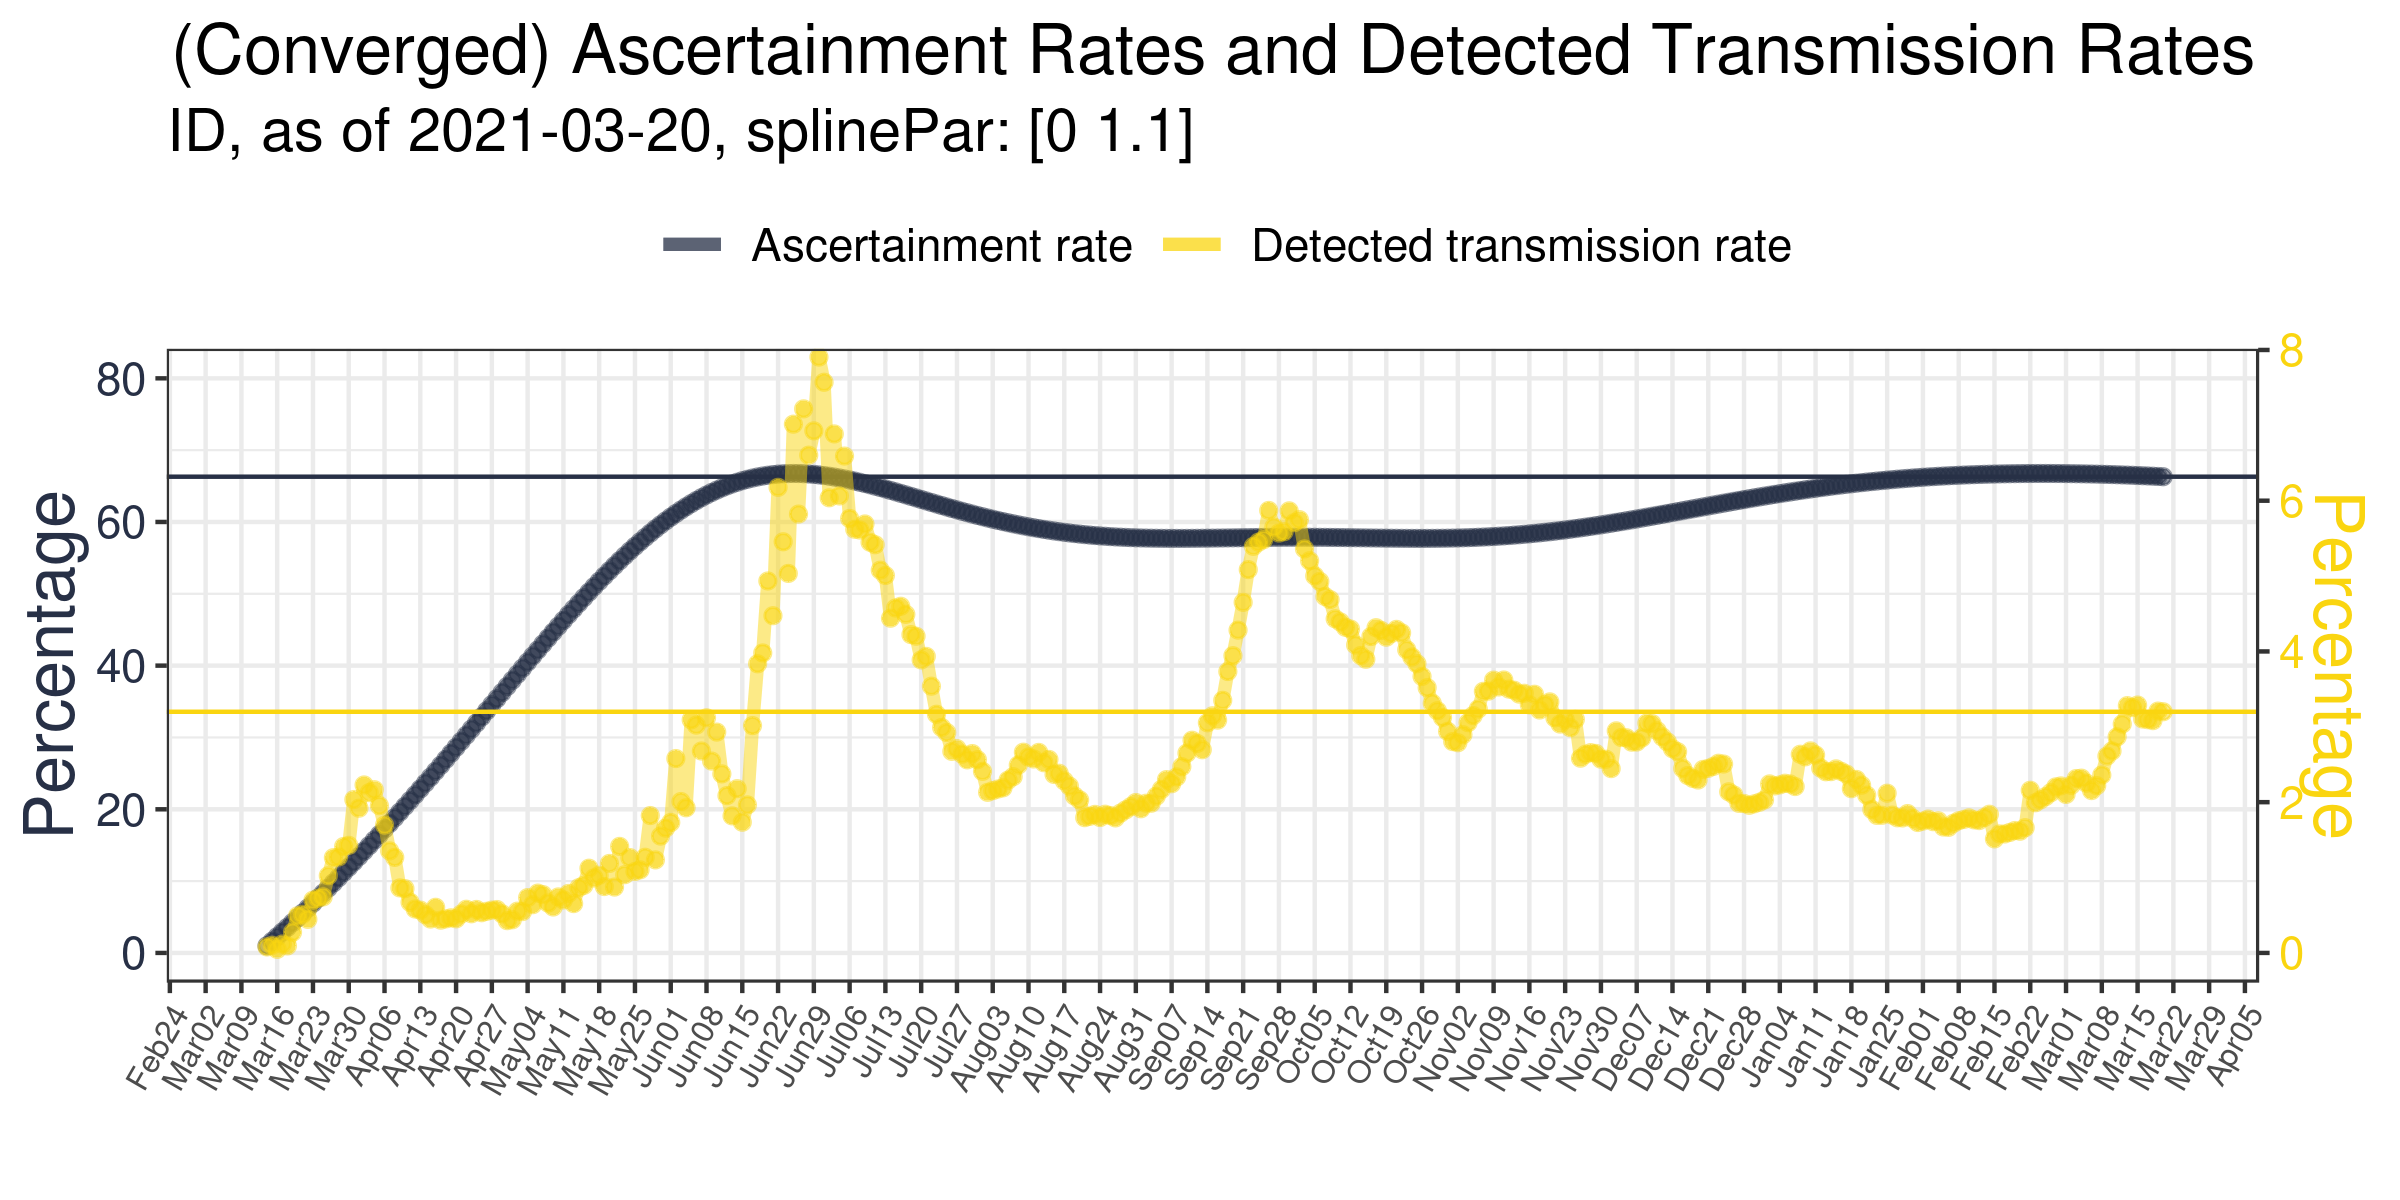 (Converged) Ascertainment Rates and Detected Transmission Rates
ID, as of 2021-03-20, splinePar: [0 1.1]
Ascertainment rate Detected transmission rate
Percentage
80
60
40
20
0
8
6
4
2
0
Percentage
Feb24 Mar02 Mar09 Mar16 Mar23 Mar30 Apr06 Apr13 Apr20 Apr27 May04 May11 May18 May25 Jun01 Jun08 Jun15 Jun22 Jun29 Jul06 Jul13 Jul20 Jul27 Aug03 Aug10 Aug17 Aug24 Aug31 Sep07 Sep14 Sep21 Sep28 Oct05 Oct12 Oct19 Oct26 Nov02 Nov09 Nov16 Nov23 Nov30 Dec07 Dec14 Dec21 Dec28 Jan04 Jan11 Jan18 Jan25 Feb01 Feb08 Feb15 Feb22 Mar01 Mar08 Mar15 Mar22 Mar29 Apr05